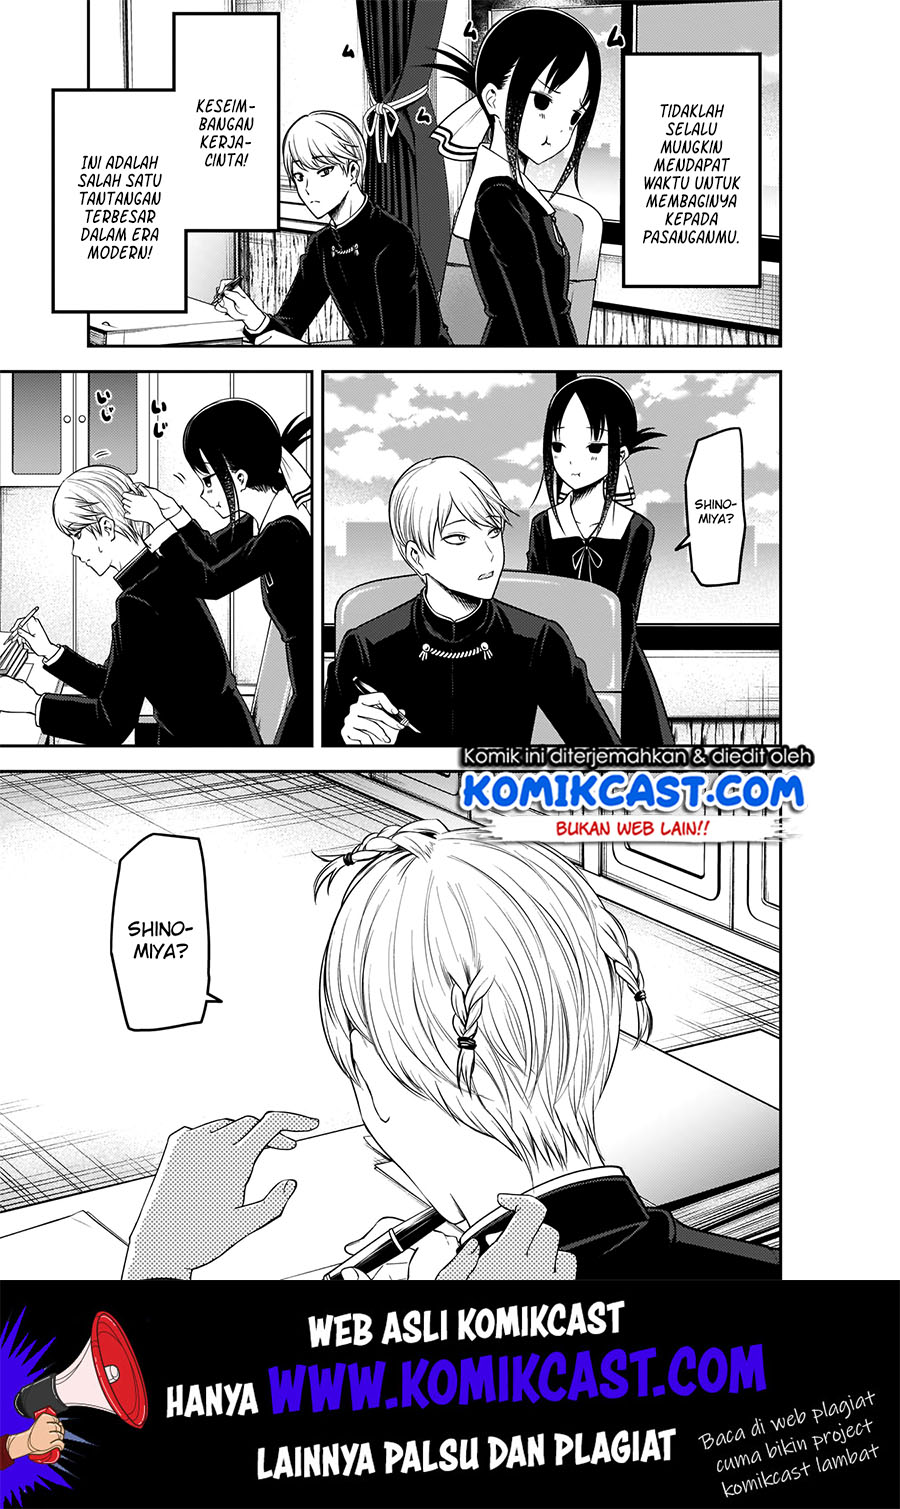 TIDAKLAH
SELALU
MUNGKIN
MENDAPAT
WAKTU UNTUK
MEMBAGINYA
KEPADA
PASANGANMU.
KESEIM-
BANGAN
KERJA-
CINTA!
INI ADALAH
SALAH SATU
TANTANGAN
TERBESAR
DALAM ERA
MODERN!
ム
ム
ム
SHINO-
MIYA?
いじ
いじ
Komik ini diterjemahkan & diedit oleh
KOMIKCAST.COM
BUKAN WEB LAIN!!
SHINO-
MIYA?
WEB ASLI KOMIKCAST
HANYA WWW.KOMIKCAST.COM
LAINNYA PALSU DAN PLAGIAT
Baca di web plagiat
cuma bikin project
komikcast lambat